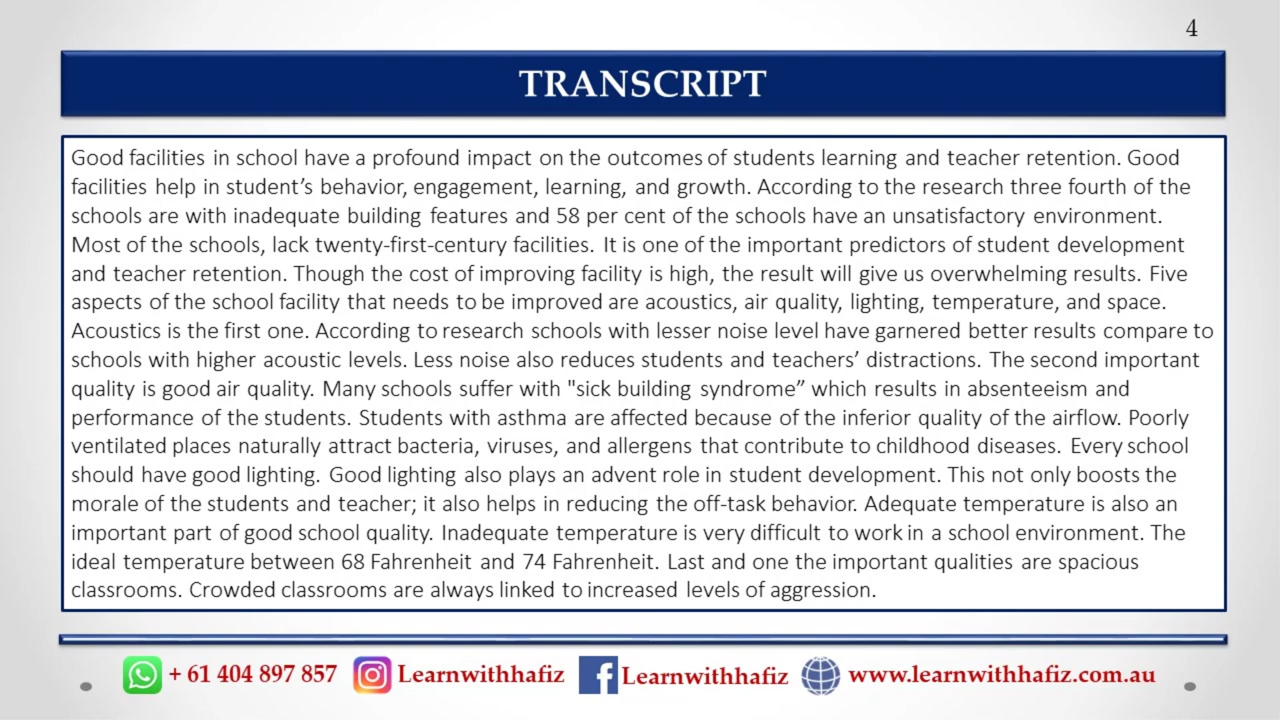 4
TRANSCRIPT
Good facilities in school have a profound impact on the outcomes of students learning and teacher retention. Good
facilities help in student’s behavior, engagement, learning, and growth. According to the research three fourth of the
schools are with inadequate building features and 58 per cent of the schools have an unsatisfactory environment.
Most of the schools, lack twenty-first-century facilities. It is one of the important predictors of student development
and teacher retention. Though the cost of improving facility is high, the result will give us overwhelming results. Five
aspects of the school facility that needs to be improved are acoustics, air quality, lighting, temperature, and space.
Acoustics is the first one. According to research schools with lesser noise level have garnered better results compare to
schools with higher acoustic levels. Less noise also reduces students and teachers’ distractions. The second important
quality is good air quality. Many schools suffer with "sick building syndrome” which results in absenteeism and
performance of the students. Students with asthma are affected because of the inferior quality of the airflow. Poorly
ventilated places naturally attract bacteria, viruses, and allergens that contribute to childhood diseases. Every school
should have good lighting. Good lighting also plays an advent role in student development. This not only boosts the
morale of the students and teacher; it also helps in reducing the off-task behavior. Adequate temperature is also an
important part of good school quality. Inadequate temperature is very difficult to work in a school environment. The
ideal temperature between 68 Fahrenheit and 74 Fahrenheit. Last and one the important qualities are spacious
classrooms. Crowded classrooms are always linked to increased levels of aggression.
+ 61 404 897 857 Learnwithhafiz Learnwithhafiz www.learnwithhafiz.com.au